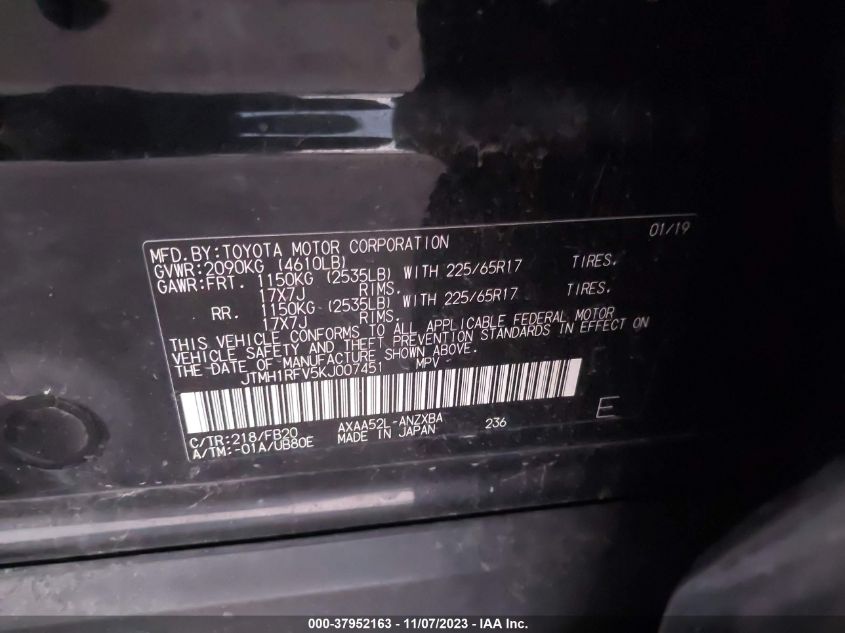 01/19
MFD.BY:TOYOTA MOTOR CORPORATION
GVWR:2090KG (4610LB)
GAWR:FRT. 1150KG (2535LB) WITH 225/65R17 TIRES.
17X7J RIMS.
RR. 1150KG (2535LB) WITH 225/65R17 TIRES.
17X7J RIMS.
THIS VEHICLE CONFORMS TO ALL APPLICABLE FEDERAL MOTOR
VEHICLE SAFETY AND THEFT PREVENTION STANDARDS IN EFFECT ON
THE DATE OF MANUFACTURE SHOWN ABOVE.
JTMH1RFV5KJ007451 MPV
C/TR:218/FB20 AXAA52L-ANZXBA 236 E
A/TM:-01A/UB80E MADE IN JAPAN
000-37952163 - 11/07/2023 - IAA Inc.